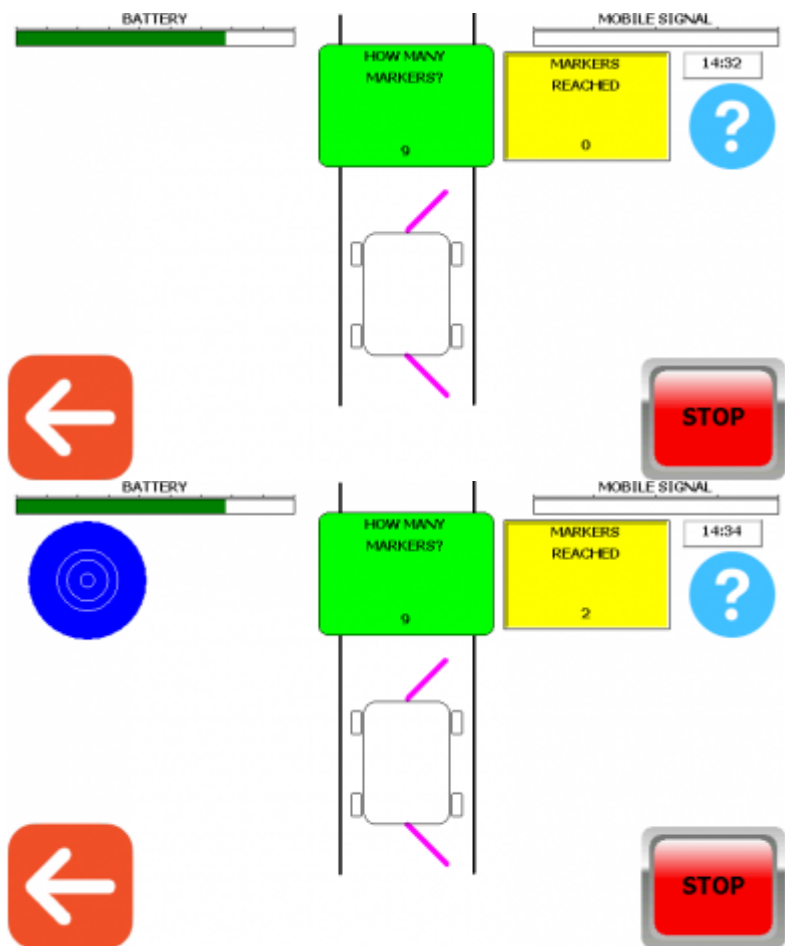 BATTERY
MOBILE SIGNAL
HOW MANY
MARKERS?
9
MARKERS
REACHED
0
14:32
?
STOP
BATTERY
MOBILE SIGNAL
HOW MANY
MARKERS?
9
MARKERS
REACHED
2
14:34
?
STOP